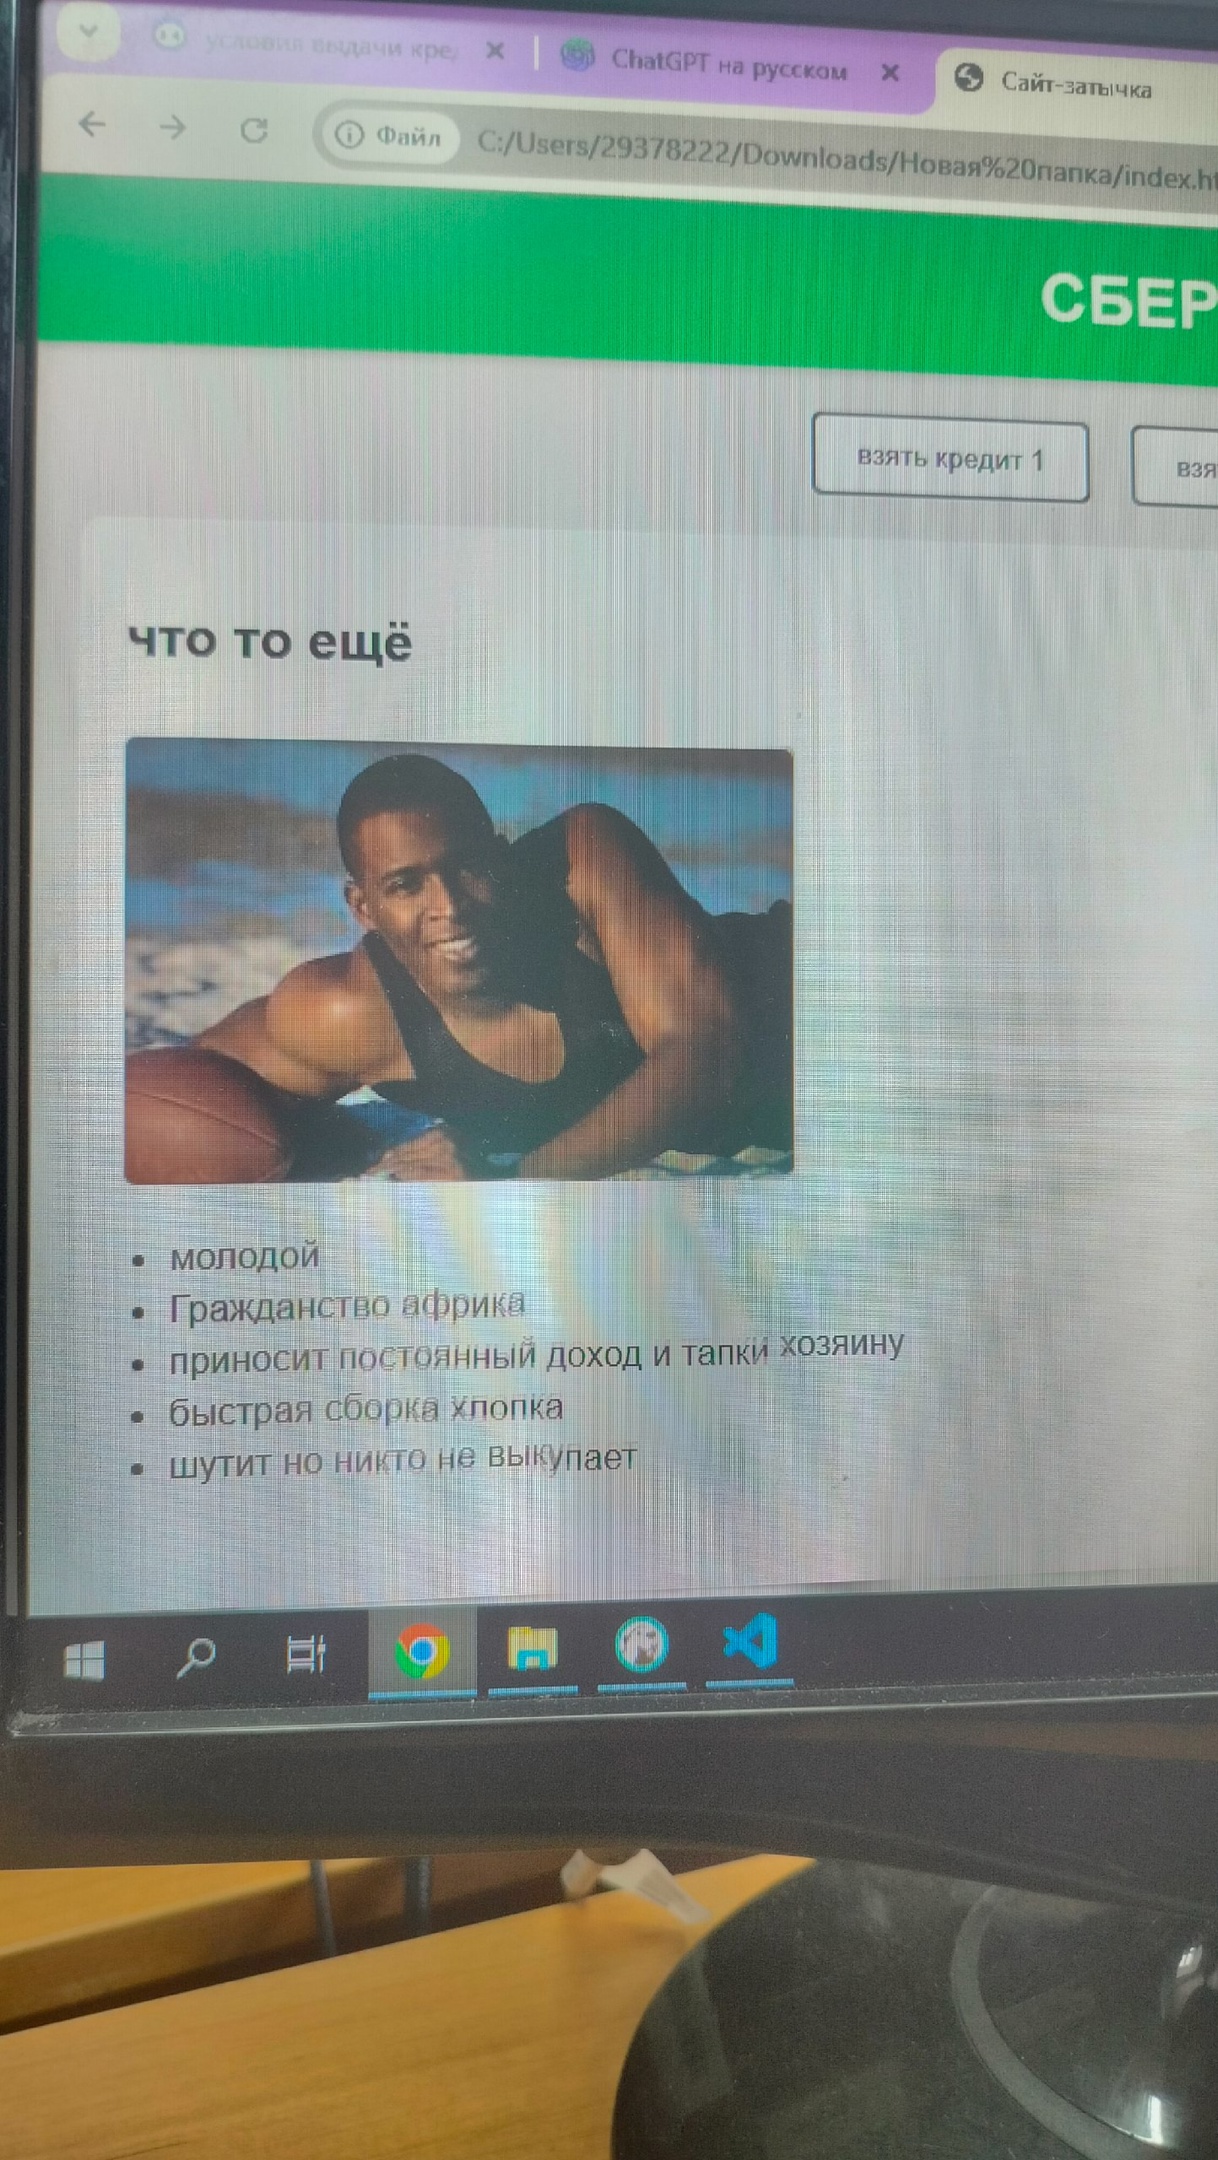 условия выдачи кре
ChatGPT на русском
Сайт-затычка
Файл
C:/Users/29378222/Downloads/Новая%20папка/index.ht
СБЕР
взять кредит 1
взя
что то ещё
молодой
Гражданство африка
приносит постоянный доход и тапки хозяину
быстрая сборка хлопка
шутит но никто не выкупает